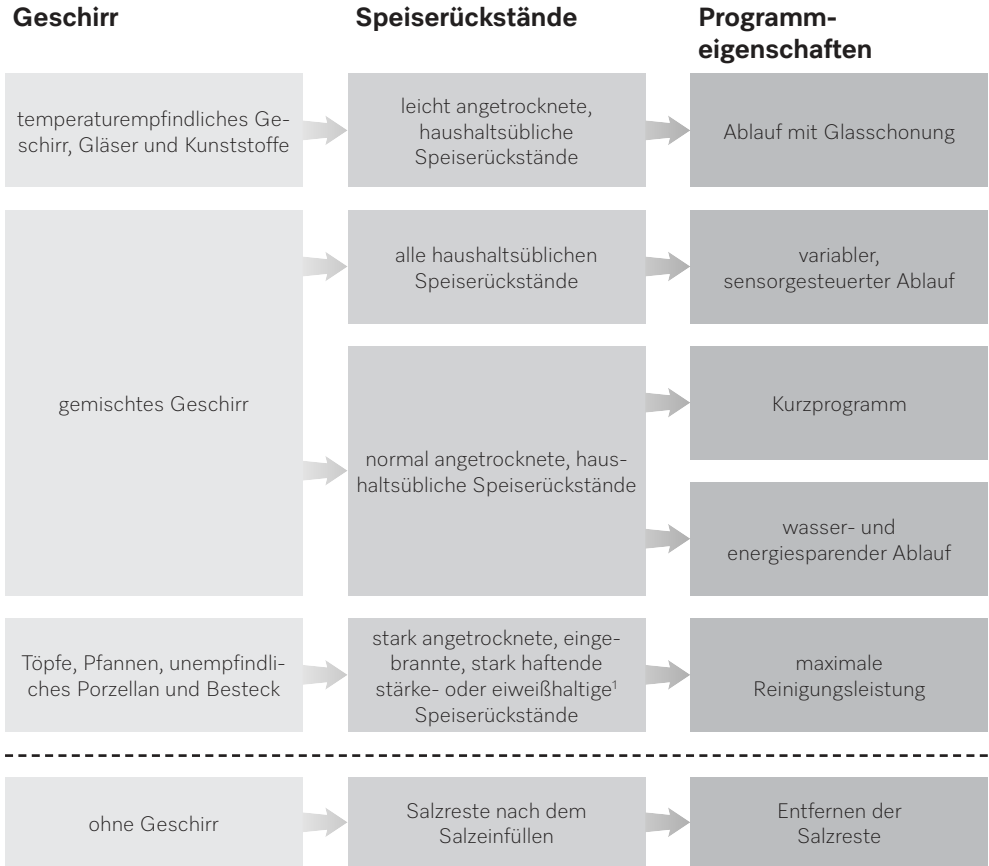 Geschirr
Speiserückstände
Programm-
eigenschaften
temperaturempfindliches Ge-
schirr, Gläser und Kunststoffe
leicht angetrocknete,
haushaltsübliche
Speiserückstände
Ablauf mit Glasschonung
gemischtes Geschirr
alle haushaltsüblichen
Speiserückstände
variabler,
sensorgesteuerter Ablauf
normal angetrocknete, haus-
haltsübliche Speiserückstände
Kurzprogramm
wasser- und
energiesparender Ablauf
Töpfe, Pfannen, unempfindli-
ches Porzellan und Besteck
stark angetrocknete, einge-
brannte, stark haftende
stärke- oder eiweißhaltige¹
Speiserückstände
maximale
Reinigungsleistung
ohne Geschirr
Salzreste nach dem
Salzeinfüllen
Entfernen der
Salzreste